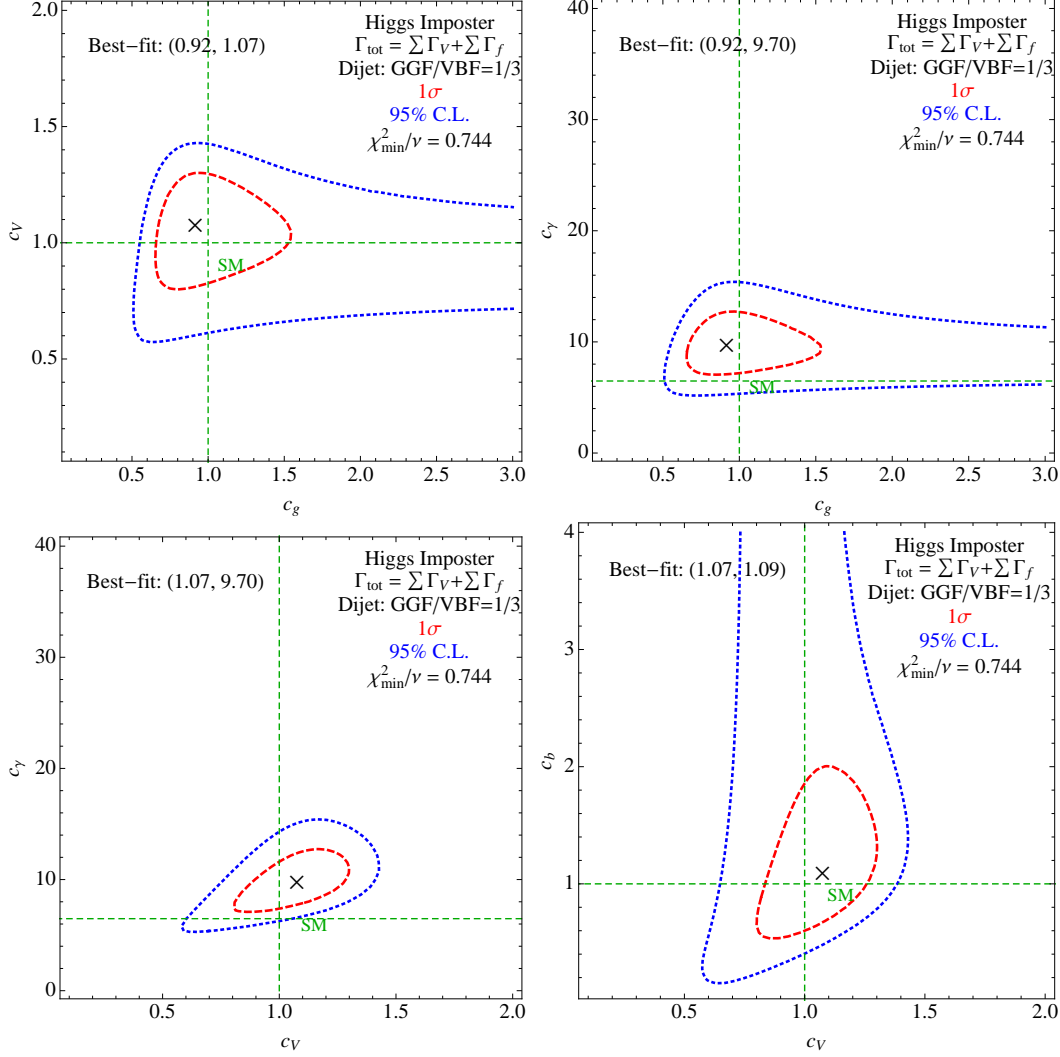 Higgs Imposter
Best−fit: (0.92, 1.07)
Γtot = ∑ ΓV+∑ Γf
Dijet: GGF/VBF=1/3
1σ
95% C.L.
χ²min/ν = 0.744
SM
2.0
1.5
1.0
0.5
cV
0.5 1.0 1.5 2.0 2.5 3.0
cg
Higgs Imposter
Best−fit: (0.92, 9.70)
Γtot = ∑ ΓV+∑ Γf
Dijet: GGF/VBF=1/3
1σ
95% C.L.
χ²min/ν = 0.744
SM
40
30
20
10
0
cγ
0.5 1.0 1.5 2.0 2.5 3.0
cg
Higgs Imposter
Best−fit: (1.07, 9.70)
Γtot = ∑ ΓV+∑ Γf
Dijet: GGF/VBF=1/3
1σ
95% C.L.
χ²min/ν = 0.744
SM
40
30
20
10
0
cγ
0.5 1.0 1.5 2.0
cV
Higgs Imposter
Best−fit: (1.07, 1.09)
Γtot = ∑ ΓV+∑ Γf
Dijet: GGF/VBF=1/3
1σ
95% C.L.
χ²min/ν = 0.744
SM
4
3
2
1
cb
0.5 1.0 1.5 2.0
cV